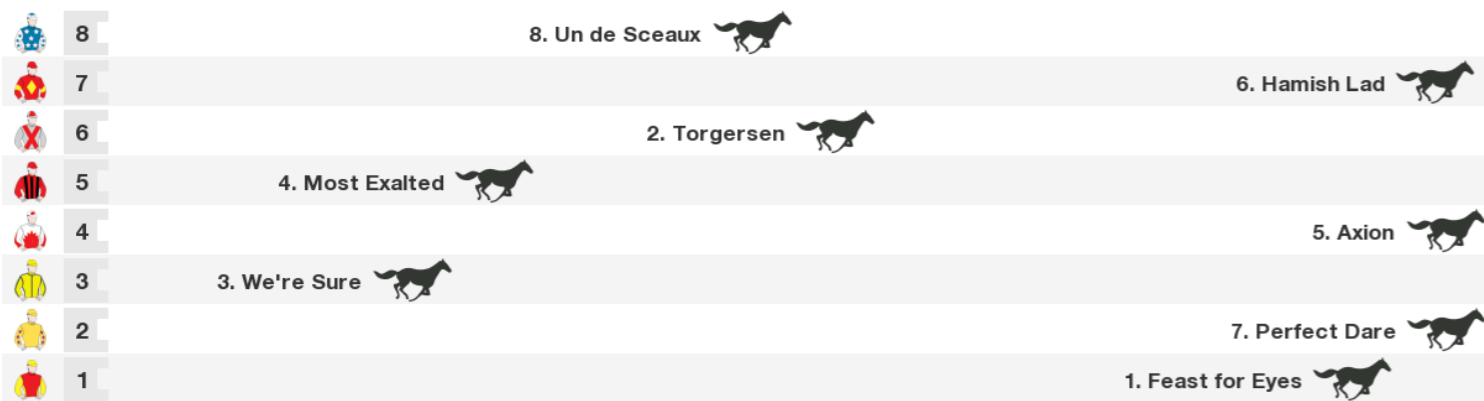 8 8. Un de Sceaux
7 6. Hamish Lad
6 2. Torgersen
5 4. Most Exalted
4 5. Axion
3 3. We're Sure
2 7. Perfect Dare
1 1. Feast for Eyes